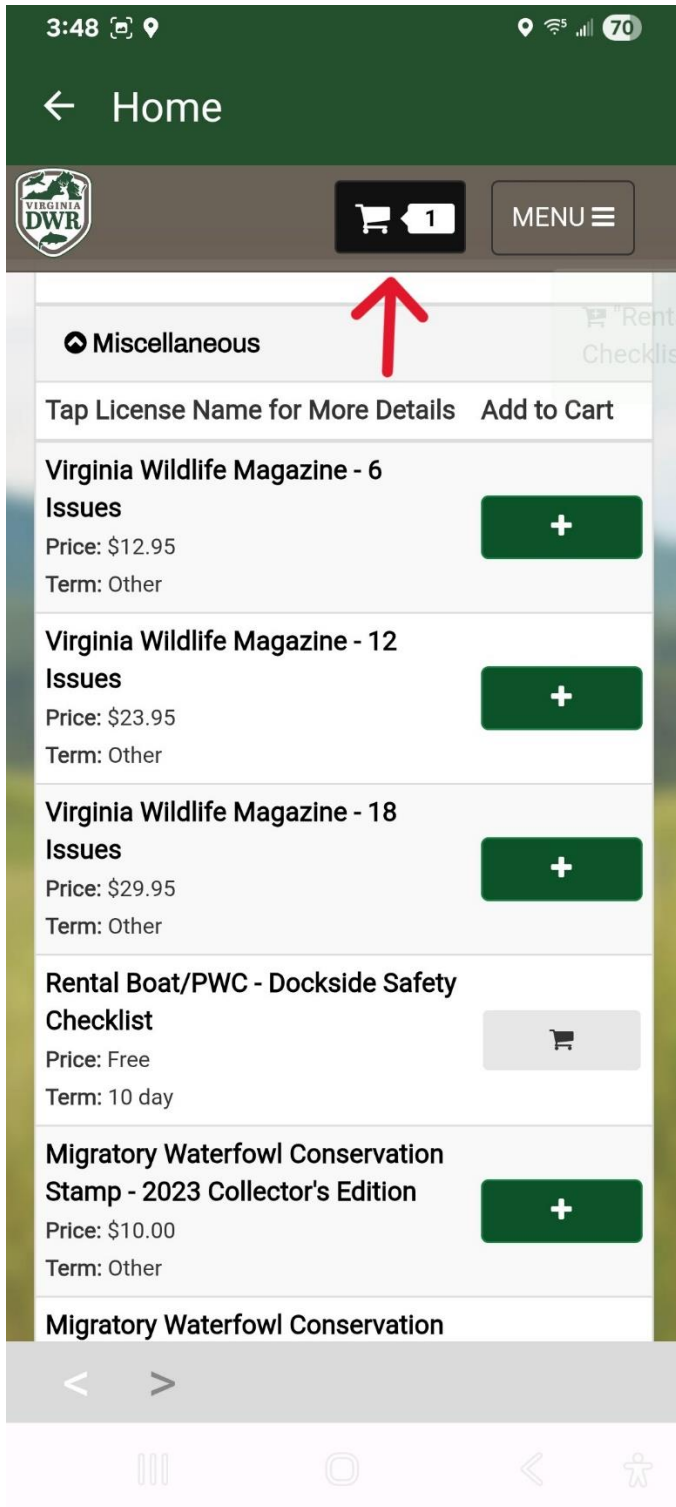 3:48 5 70
Home
VIRGINIA
DWR
1 MENU
"Rent
Checklis
Miscellaneous
Tap License Name for More Details Add to Cart
Virginia Wildlife Magazine - 6
Issues
Price: $12.95
Term: Other
Virginia Wildlife Magazine - 12
Issues
Price: $23.95
Term: Other
Virginia Wildlife Magazine - 18
Issues
Price: $29.95
Term: Other
Rental Boat/PWC - Dockside Safety
Checklist
Price: Free
Term: 10 day
Migratory Waterfowl Conservation
Stamp - 2023 Collector's Edition
Price: $10.00
Term: Other
Migratory Waterfowl Conservation